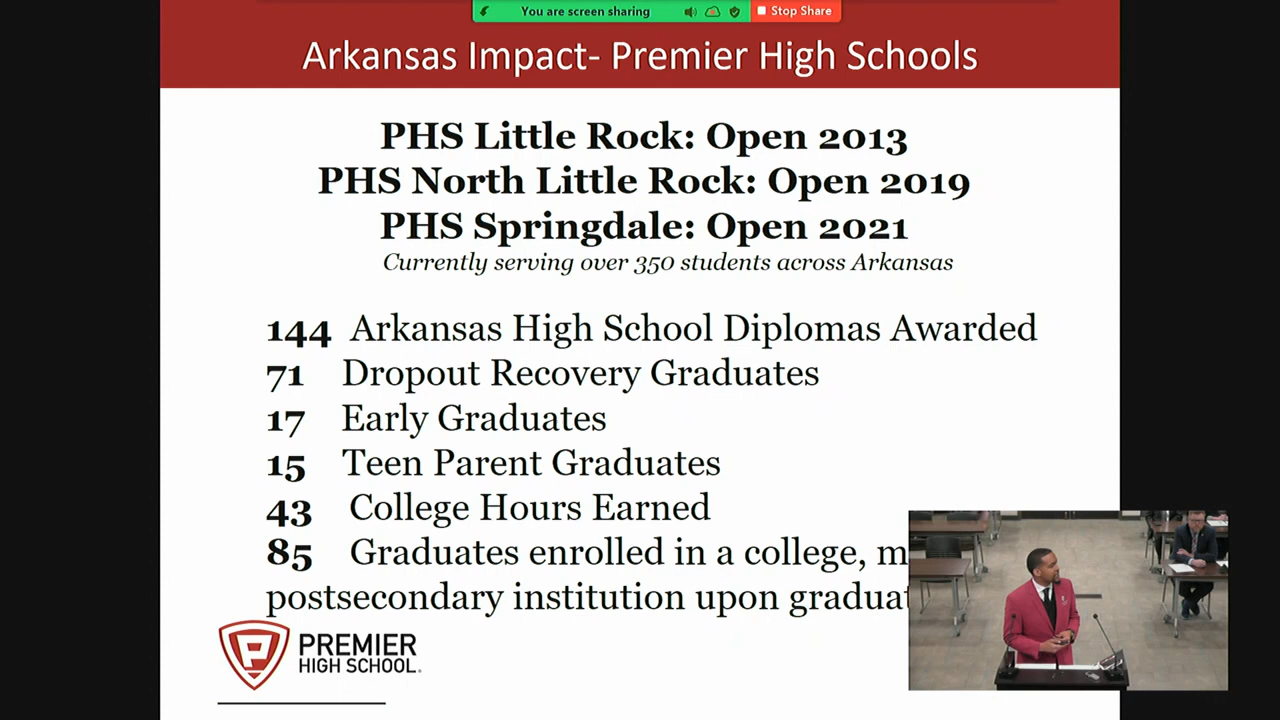 You are screen sharing
Stop Share
Arkansas Impact- Premier High Schools
PHS Little Rock: Open 2013
PHS North Little Rock: Open 2019
PHS Springdale: Open 2021
Currently serving over 350 students across Arkansas
144 Arkansas High School Diplomas Awarded
71 Dropout Recovery Graduates
17 Early Graduates
15 Teen Parent Graduates
43 College Hours Earned
85 Graduates enrolled in a college, m
postsecondary institution upon graduat
PREMIER
HIGH SCHOOL.